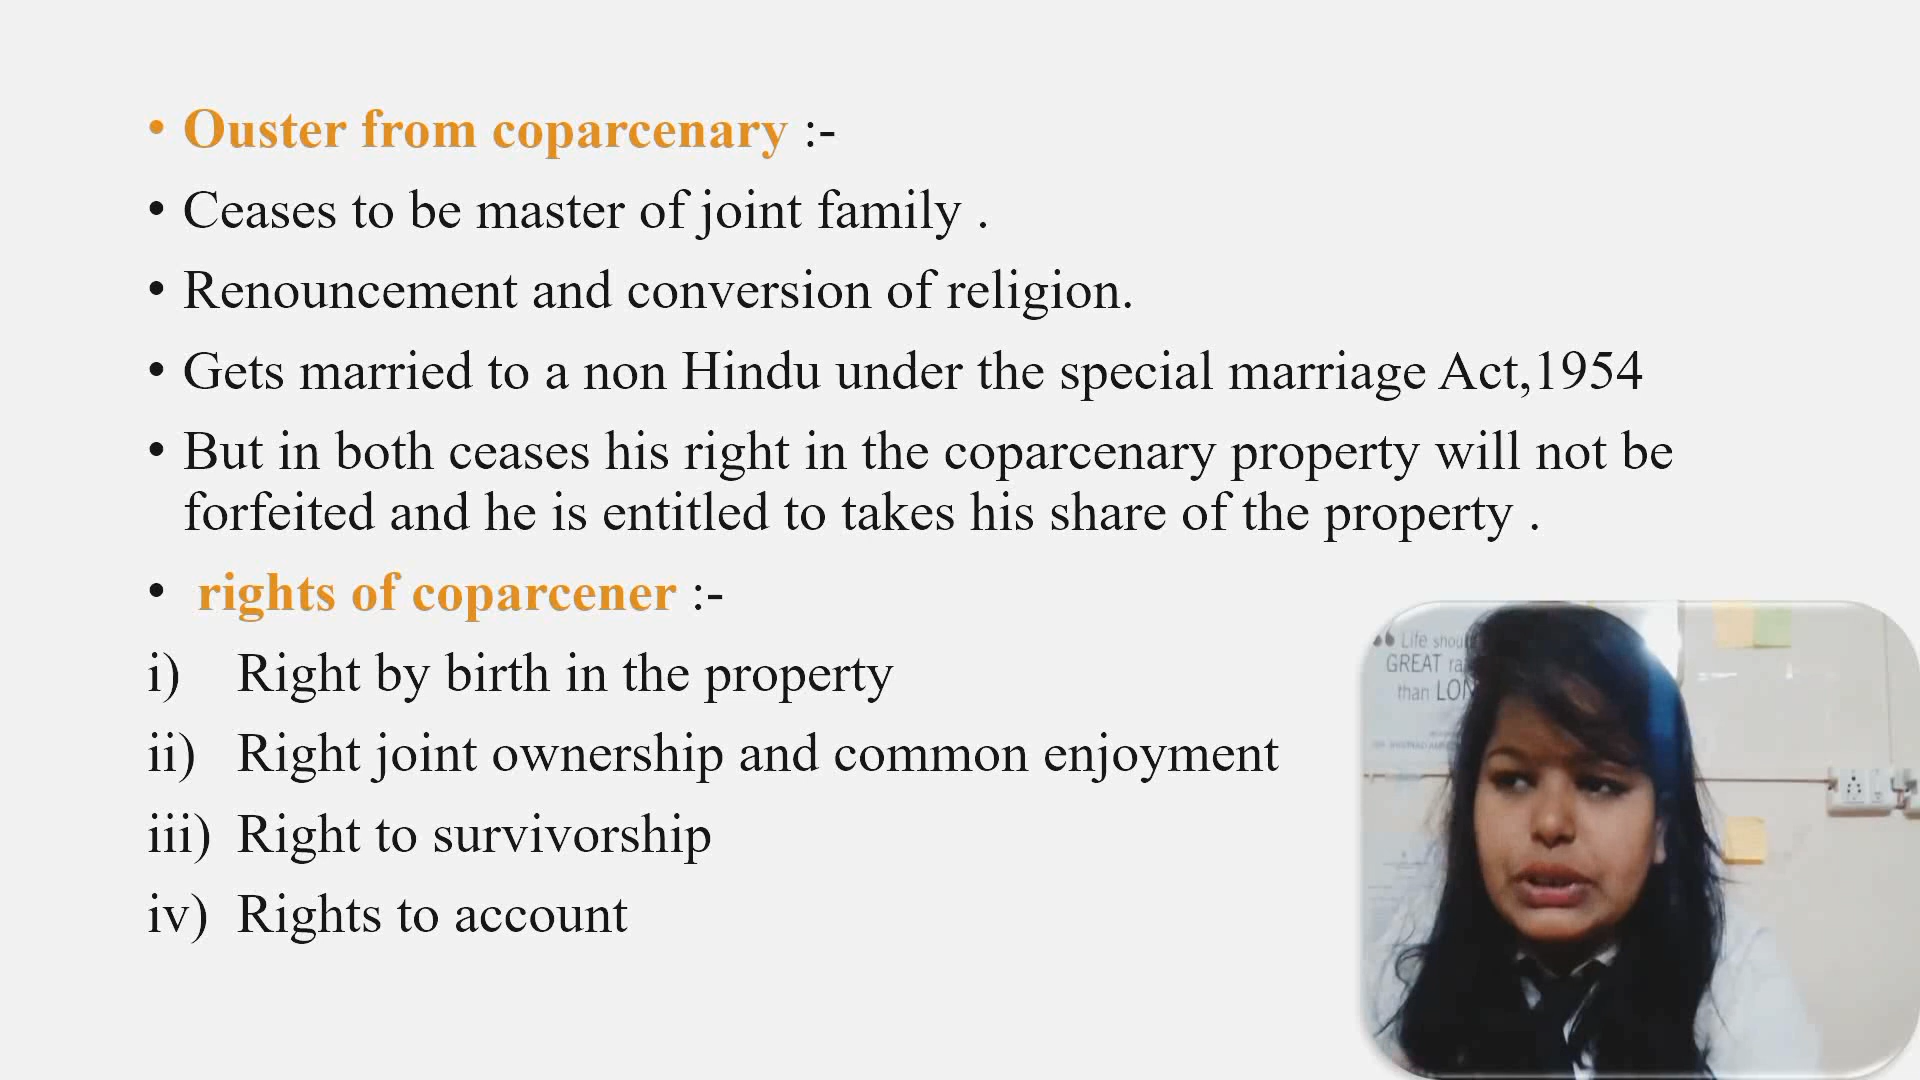 • Ouster from coparcenary :-
• Ceases to be master of joint family .
• Renouncement and conversion of religion.
• Gets married to a non Hindu under the special marriage Act,1954
• But in both ceases his right in the coparcenary property will not be
forfeited and he is entitled to takes his share of the property .
• rights of coparcener :-
i) Right by birth in the property
ii) Right joint ownership and common enjoyment
iii) Right to survivorship
iv) Rights to account
“ Life
GREAT
than